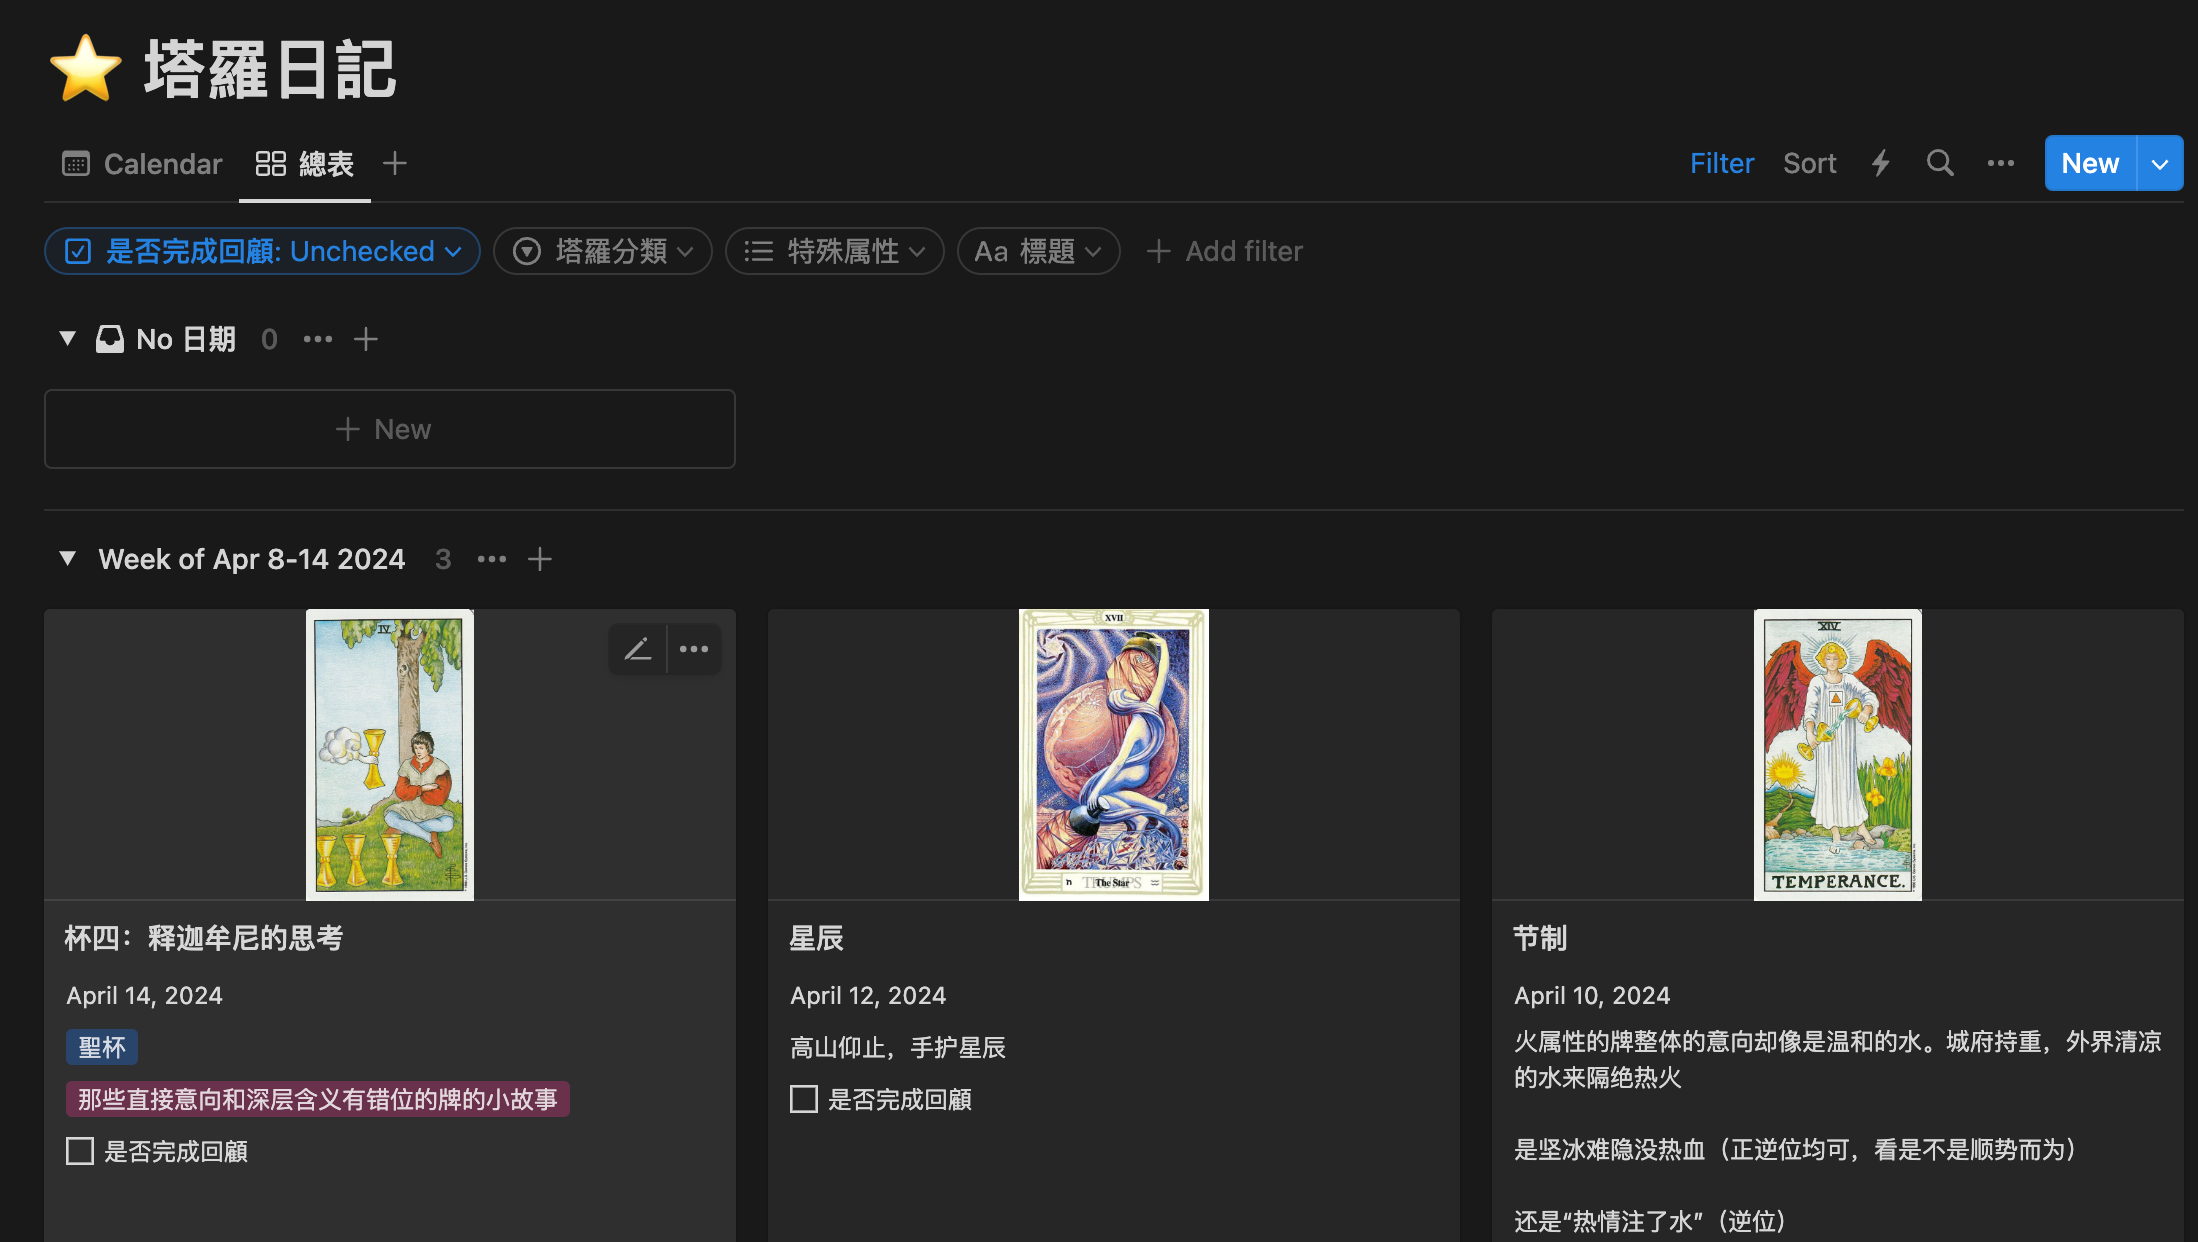 塔羅日記
Calendar 總表
Filter Sort New
是否完成回顧: Unchecked 塔羅分類 特殊属性 Aa 標題 Add filter
No 日期 0
New
Week of Apr 8-14 2024 3
IV
杯四：释迦牟尼的思考
April 14, 2024
聖杯
那些直接意向和深层含义有错位的牌的小故事
是否完成回顧
XVII
TRUMPS
The Star
星辰
April 12, 2024
高山仰止，手护星辰
是否完成回顧
XIV
TEMPERANCE.
节制
April 10, 2024
火属性的牌整体的意向却像是温和的水。城府持重，外界清凉
的水来隔绝热火
是坚冰难隐没热血（正逆位均可，看是不是顺势而为）
还是“热情注了水”（逆位）